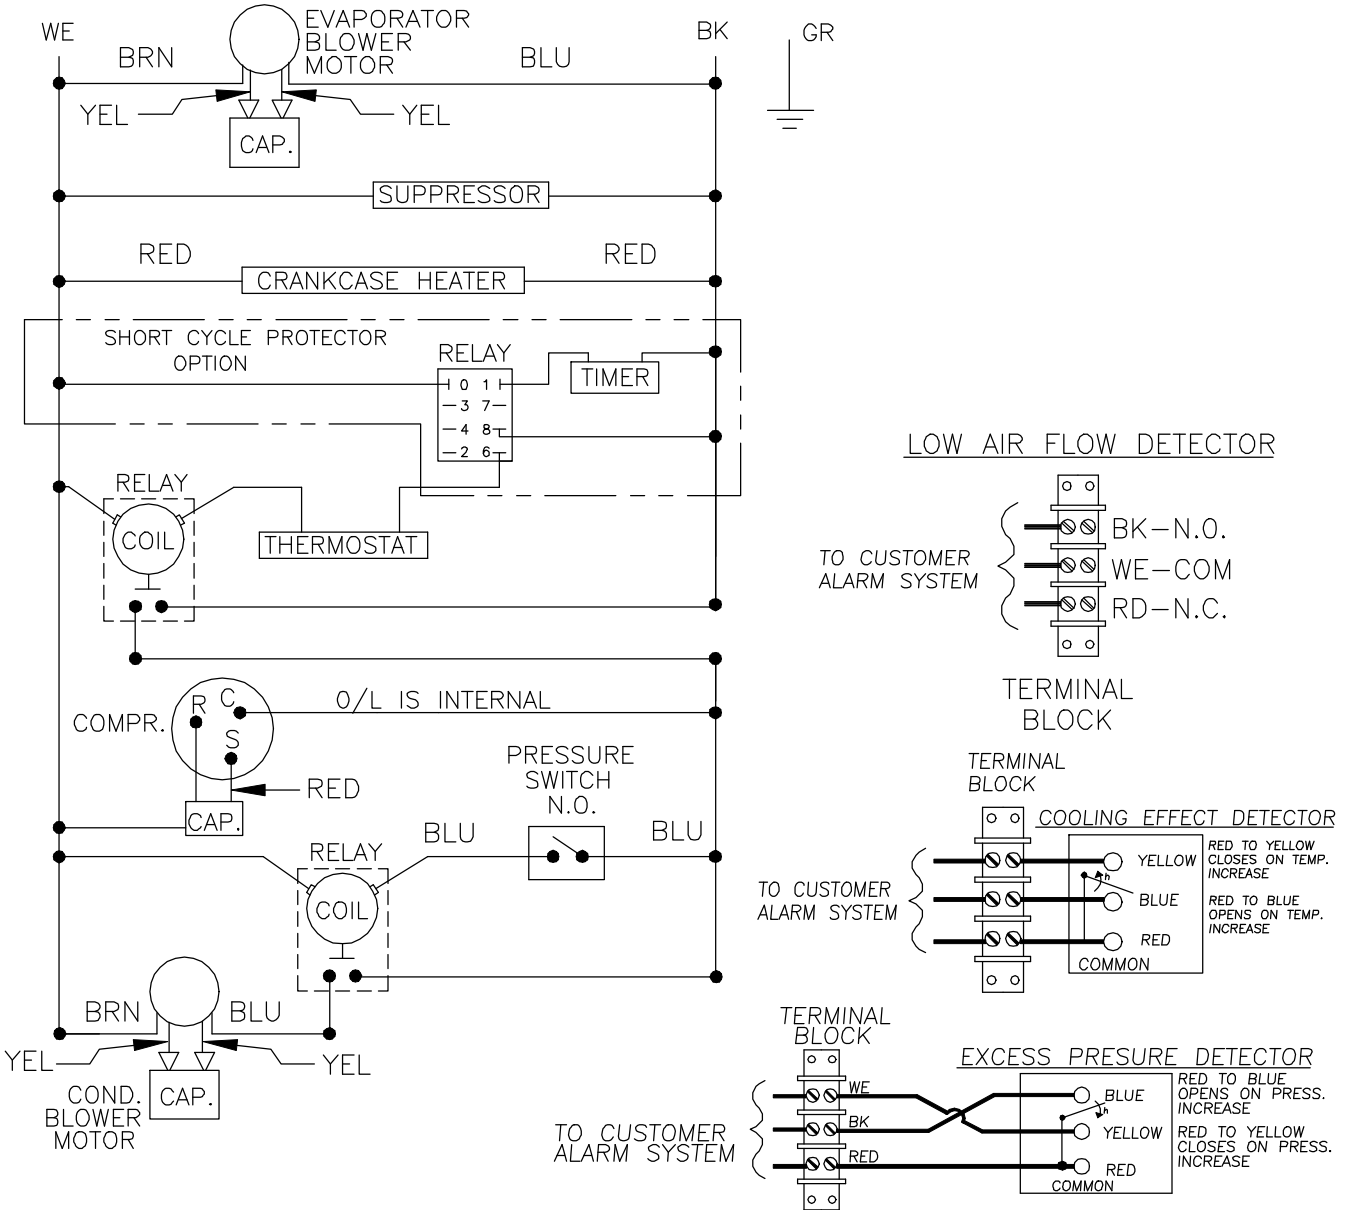 WE
BRN
EVAPORATOR
BLOWER
MOTOR
BLU
BK
GR
YEL
YEL
CAP.
SUPPRESSOR
RED
RED
CRANKCASE HEATER
SHORT CYCLE PROTECTOR
OPTION
RELAY
TIMER
0 1
3 7
4 8
2 6
RELAY
COIL
THERMOSTAT
COMPR.
R
C
S
O/L IS INTERNAL
RED
CAP.
PRESSURE
SWITCH
N.O.
BLU
BLU
RELAY
COIL
BRN
BLU
YEL
YEL
COND.
BLOWER
MOTOR
CAP.
LOW AIR FLOW DETECTOR
TO CUSTOMER
ALARM SYSTEM
BK-N.O.
WE-COM
RD-N.C.
TERMINAL
BLOCK
TERMINAL
BLOCK
COOLING EFFECT DETECTOR
TO CUSTOMER
ALARM SYSTEM
YELLOW
h
BLUE
RED
COMMON
RED TO YELLOW
CLOSES ON TEMP.
INCREASE
RED TO BLUE
OPENS ON TEMP.
INCREASE
TERMINAL
BLOCK
EXCESS PRESURE DETECTOR
TO CUSTOMER
ALARM SYSTEM
WE
BK
RED
BLUE
h
YELLOW
RED
COMMON
RED TO BLUE
OPENS ON PRESS.
INCREASE
RED TO YELLOW
CLOSES ON PRESS.
INCREASE